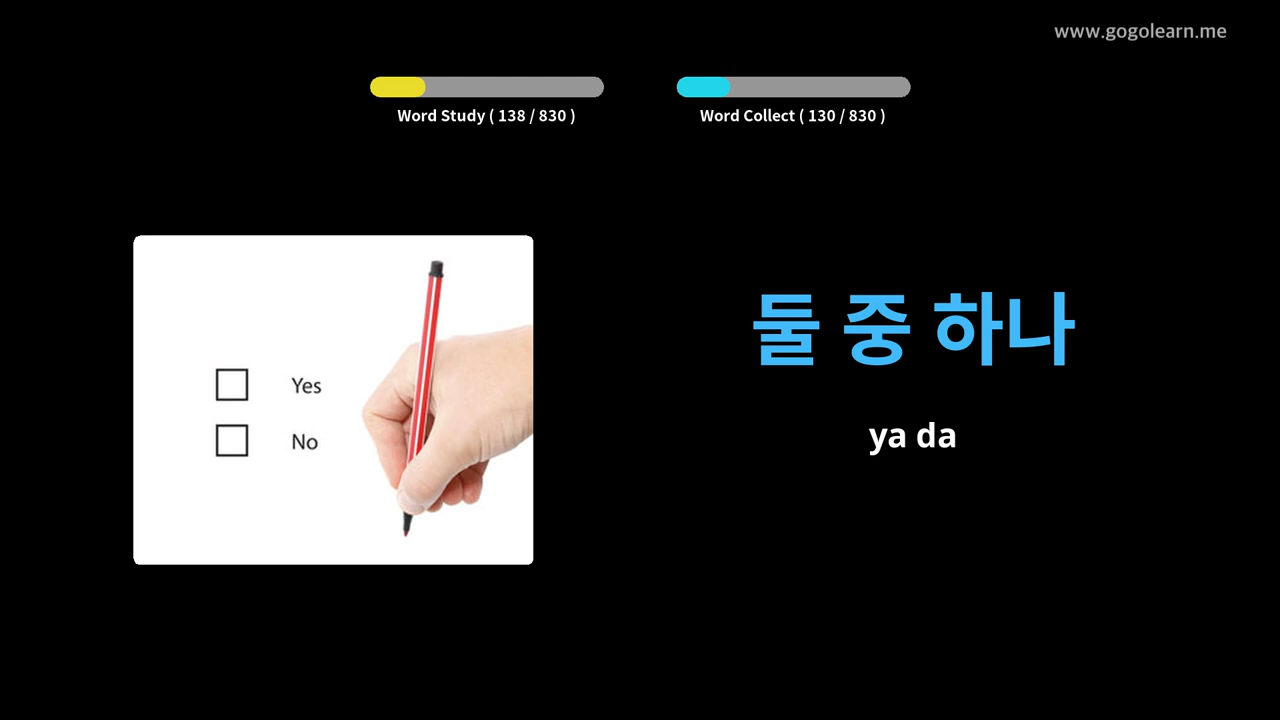 www.gogolearn.me
Word Study ( 138 / 830 )
Word Collect ( 130 / 830 )
Yes
No
둘 중 하나
ya da